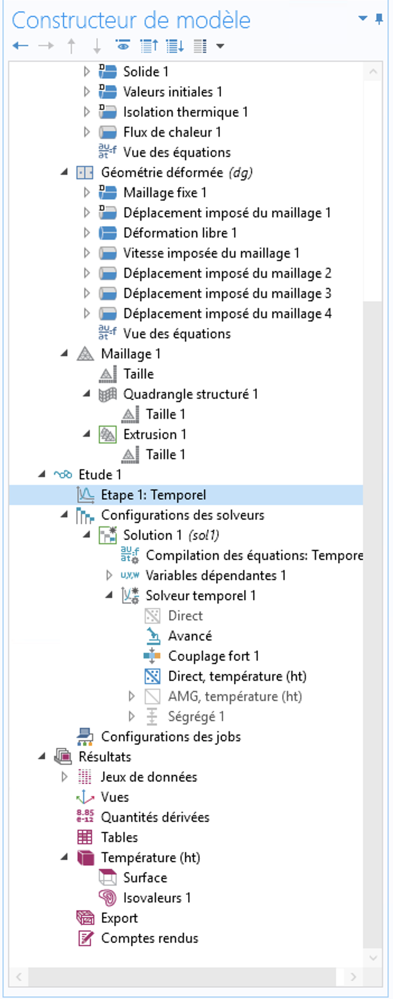 Constructeur de modèle
Solide 1
Valeurs initiales 1
Isolation thermique 1
Flux de chaleur 1
Vue des équations
Géométrie déformée (dg)
Maillage fixe 1
Déplacement imposé du maillage 1
Déformation libre 1
Vitesse imposée du maillage 1
Déplacement imposé du maillage 2
Déplacement imposé du maillage 3
Déplacement imposé du maillage 4
Vue des équations
Maillage 1
Taille
Quadrangle structuré 1
Taille 1
Extrusion 1
Taille 1
Etude 1
Etape 1: Temporel
Configurations des solveurs
Solution 1 (sol1)
Compilation des équations: Tempore
Variables dépendantes 1
Solveur temporel 1
Direct
Avancé
Couplage fort 1
Direct, température (ht)
AMG, température (ht)
Ségrégé 1
Configurations des jobs
Résultats
Jeux de données
Vues
Quantités dérivées
Tables
Température (ht)
Surface
Isovaleurs 1
Export
Comptes rendus